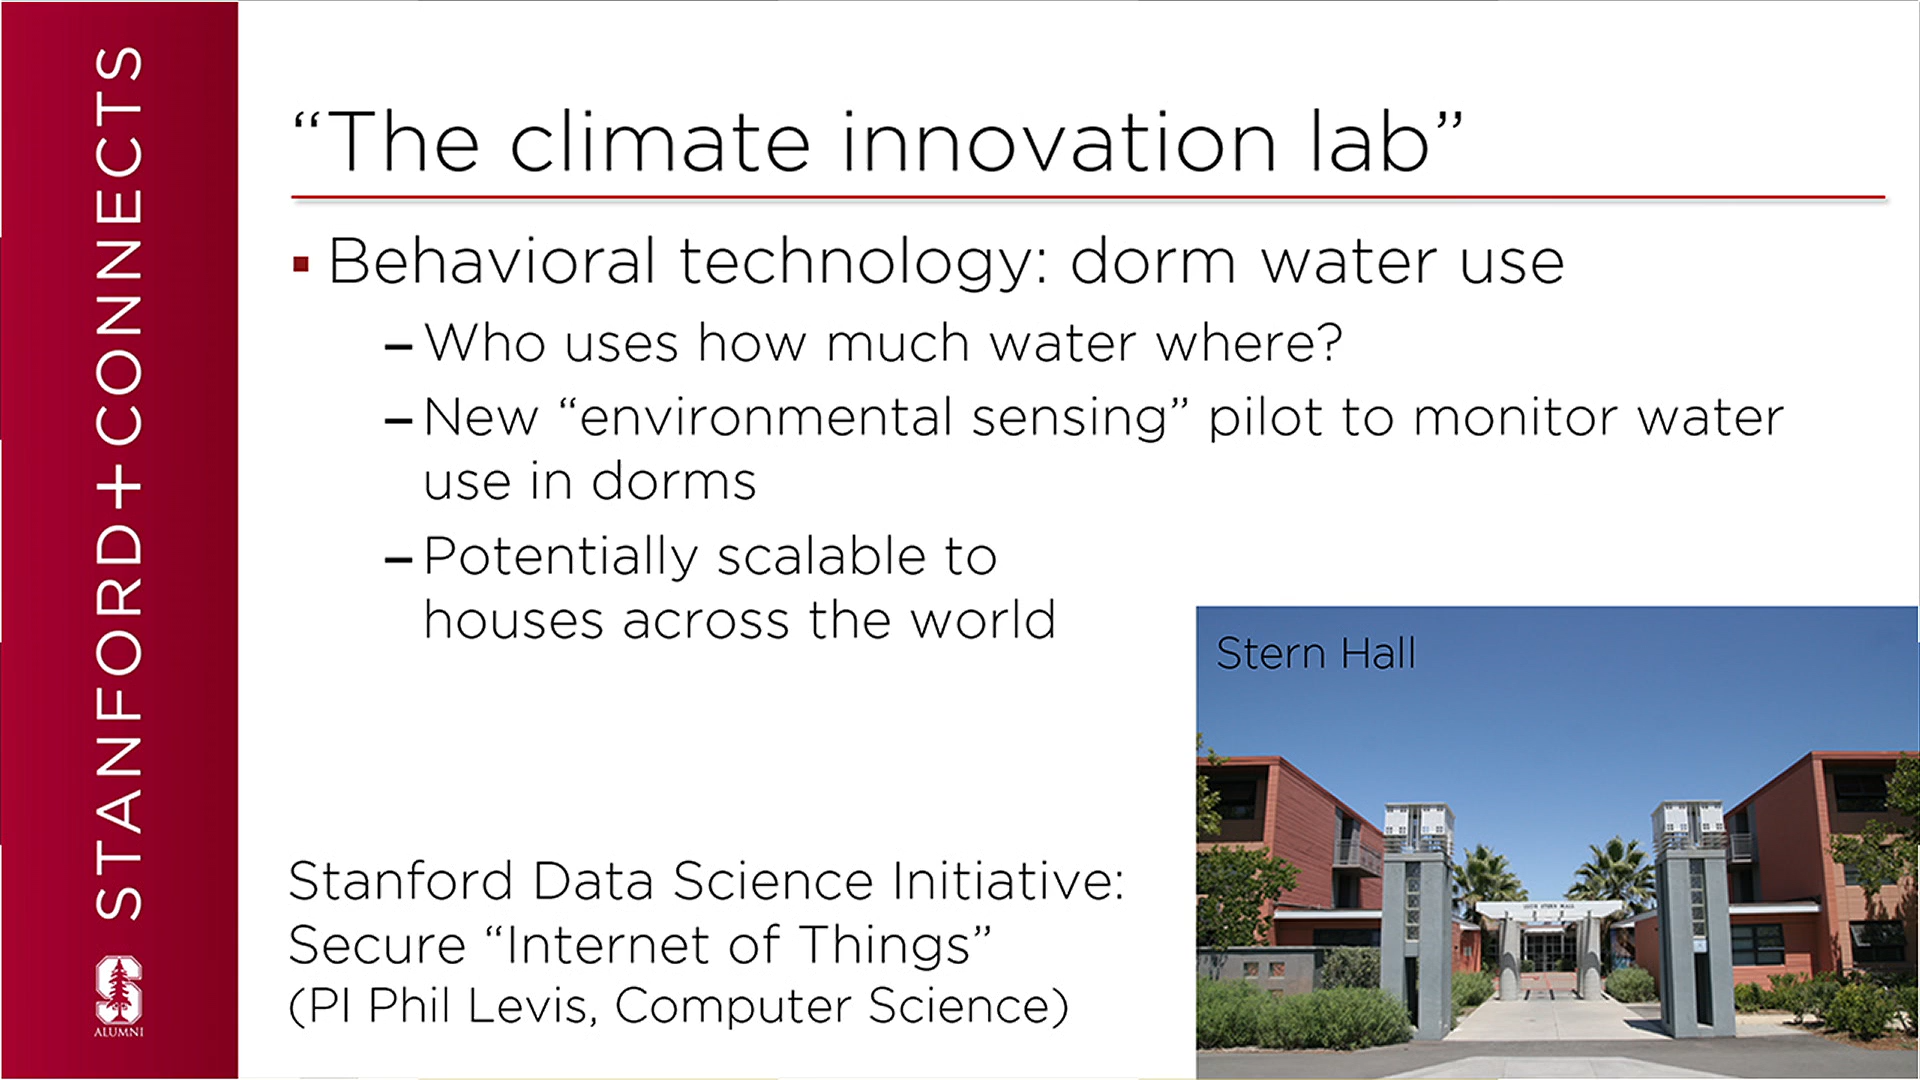 STANFORD+CONNECTS
S
ALUMNI
“The climate innovation lab”
▪ Behavioral technology: dorm water use
– Who uses how much water where?
– New “environmental sensing” pilot to monitor water
use in dorms
– Potentially scalable to
houses across the world
Stern Hall
Stanford Data Science Initiative:
Secure “Internet of Things”
(PI Phil Levis, Computer Science)